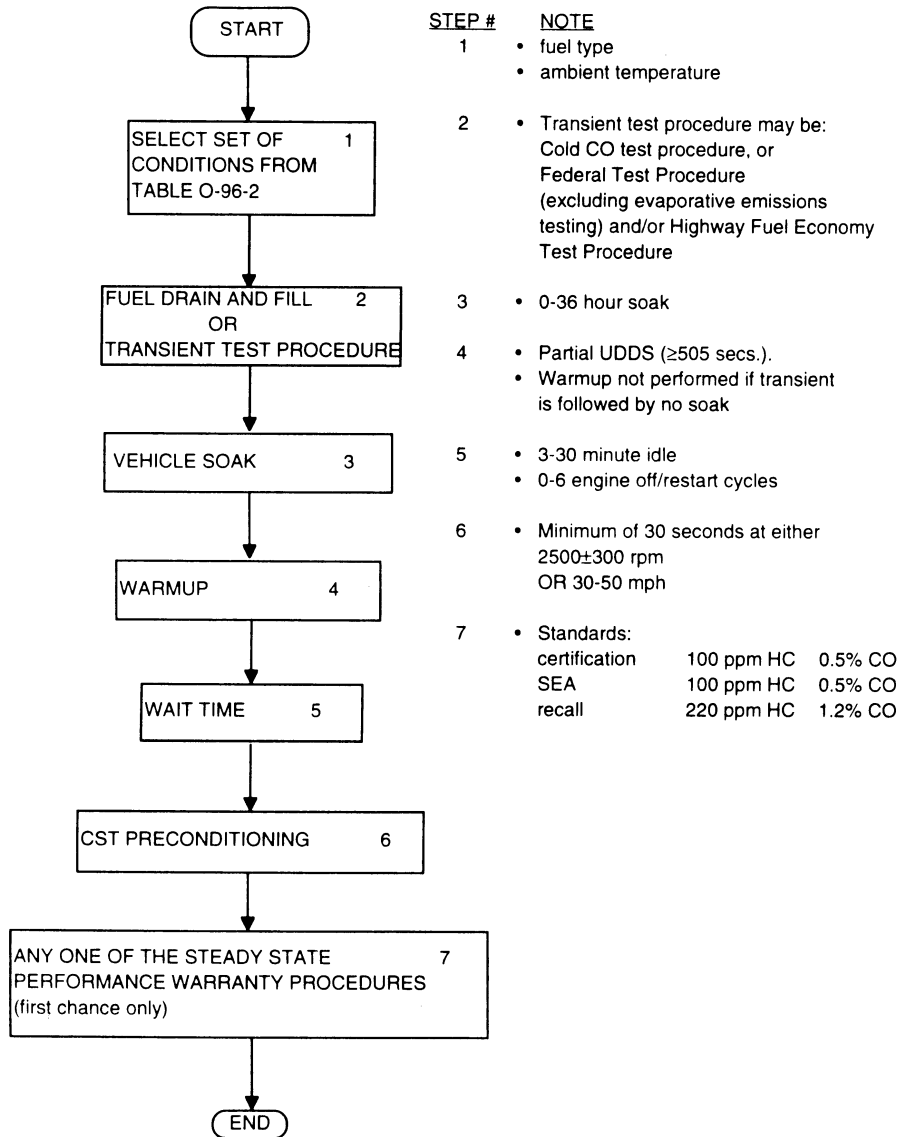 START
SELECT SET OF 1
CONDITIONS FROM
TABLE O-96-2
FUEL DRAIN AND FILL 2
OR
TRANSIENT TEST PROCEDURE
VEHICLE SOAK 3
WARMUP 4
WAIT TIME 5
CST PRECONDITIONING 6
ANY ONE OF THE STEADY STATE 7
PERFORMANCE WARRANTY PROCEDURES
(first chance only)
END
STEP # NOTE
1 • fuel type
• ambient temperature
2 • Transient test procedure may be:
Cold CO test procedure, or
Federal Test Procedure
(excluding evaporative emissions
testing) and/or Highway Fuel Economy
Test Procedure
3 • 0-36 hour soak
4 • Partial UDDS (≥505 secs.).
• Warmup not performed if transient
is followed by no soak
5 • 3-30 minute idle
• 0-6 engine off/restart cycles
6 • Minimum of 30 seconds at either
2500±300 rpm
OR 30-50 mph
7 • Standards:
certification 100 ppm HC 0.5% CO
SEA 100 ppm HC 0.5% CO
recall 220 ppm HC 1.2% CO